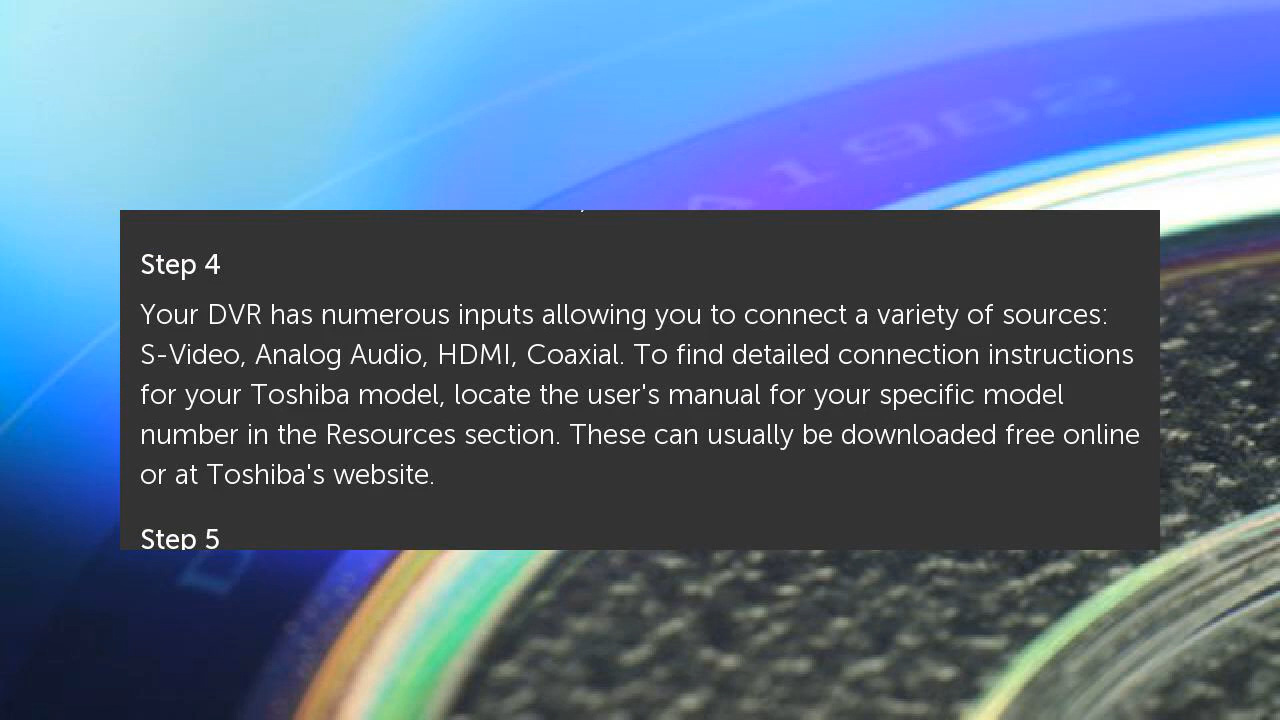 A1982
Step 4
Your DVR has numerous inputs allowing you to connect a variety of sources:
S-Video, Analog Audio, HDMI, Coaxial. To find detailed connection instructions
for your Toshiba model, locate the user's manual for your specific model
number in the Resources section. These can usually be downloaded free online
or at Toshiba's website.
Step 5